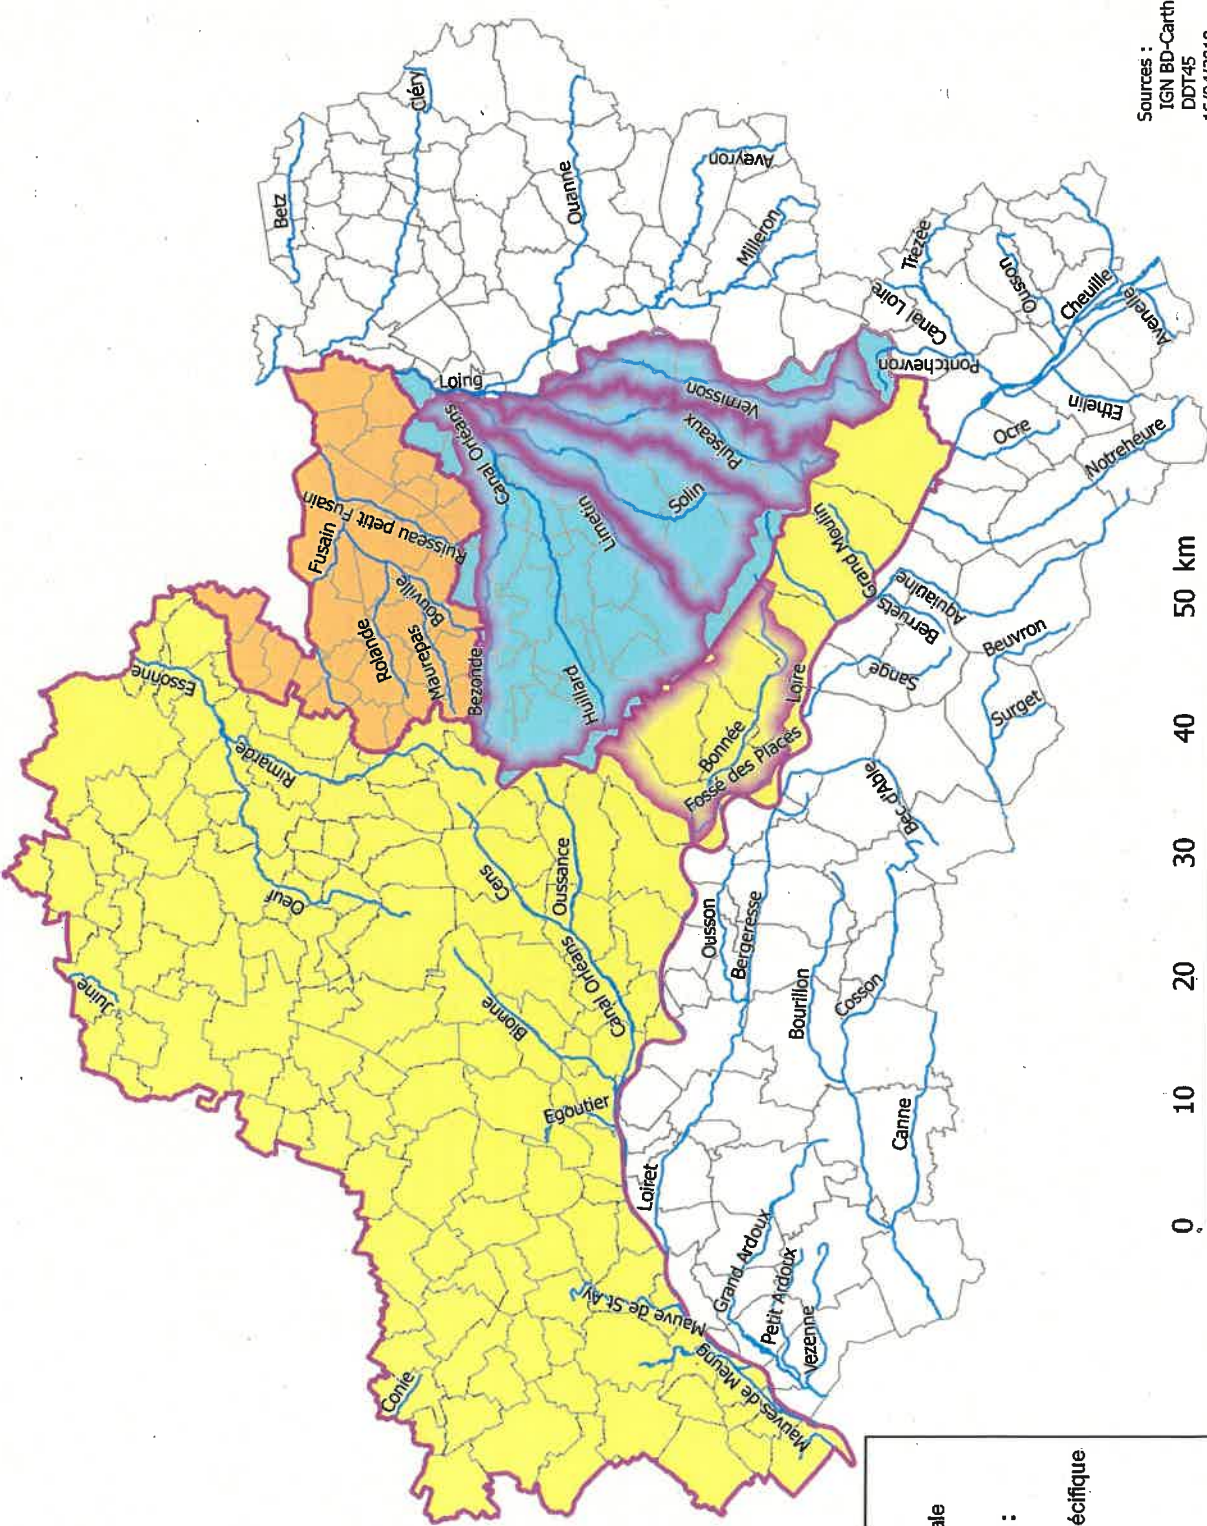 Betz
Cléry
Ouanne
Aveyron
Milleron
Trezée
Ousson
Canal Loire
Cheuille
Avenelle
Pontchevron
Ethelin
Ocre
Notreheure
Loing
Canal Orléans
Vernisson
Puiseaux
Solin
Limetin
Huillard
Bezonde
Fusain
Ruisseau petit Fusain
Rolande
Bouville
Maurepas
Essonne
Rimarde
Oeuf
Juine
Cens
Oussance
Canal Orléans
Bionne
Egoutier
Bonnée
Fossé des Places
Loire
Grand Moulin
Aquiaulne
Berruets
Sange
Beuvron
Surget
Bec d'Able
Ousson
Bergeresse
Bourillon
Cosson
Canne
Loiret
Grand Ardoux
Petit Ardoux
Vezenne
Mauve de St Ay
Mauves de Meung
Conie
0 10 20 30 40 50 km
Sources :
IGN BD-Carth
DDT45
ale
:
écifique